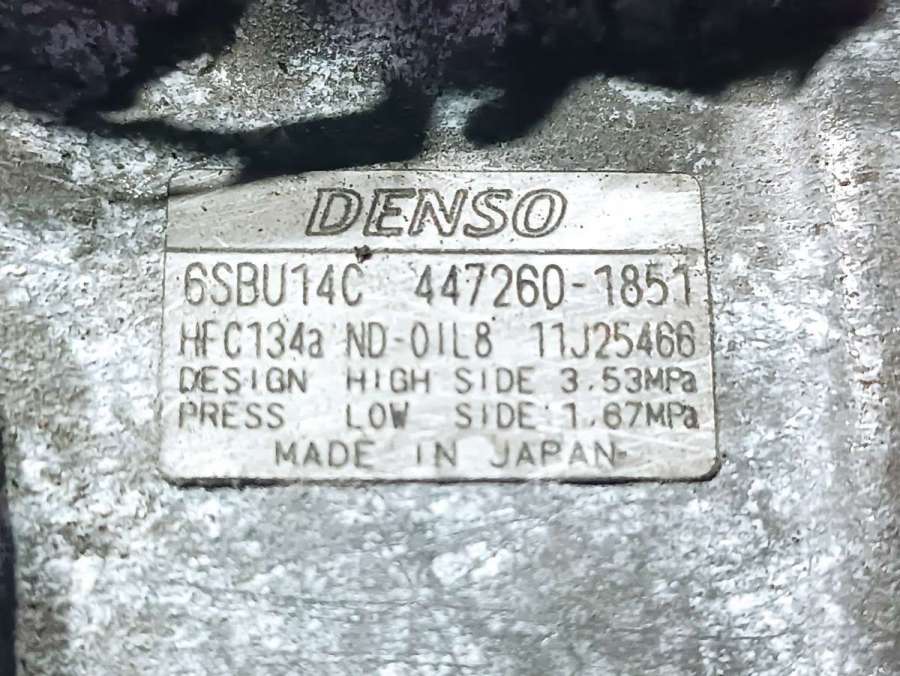 DENSO
6SBU14C 447260-1851
HFC134a ND-OIL8 11J25466
DESIGN HIGH SIDE 3.53MPa
PRESS LOW SIDE 1.67MPa
MADE IN JAPAN